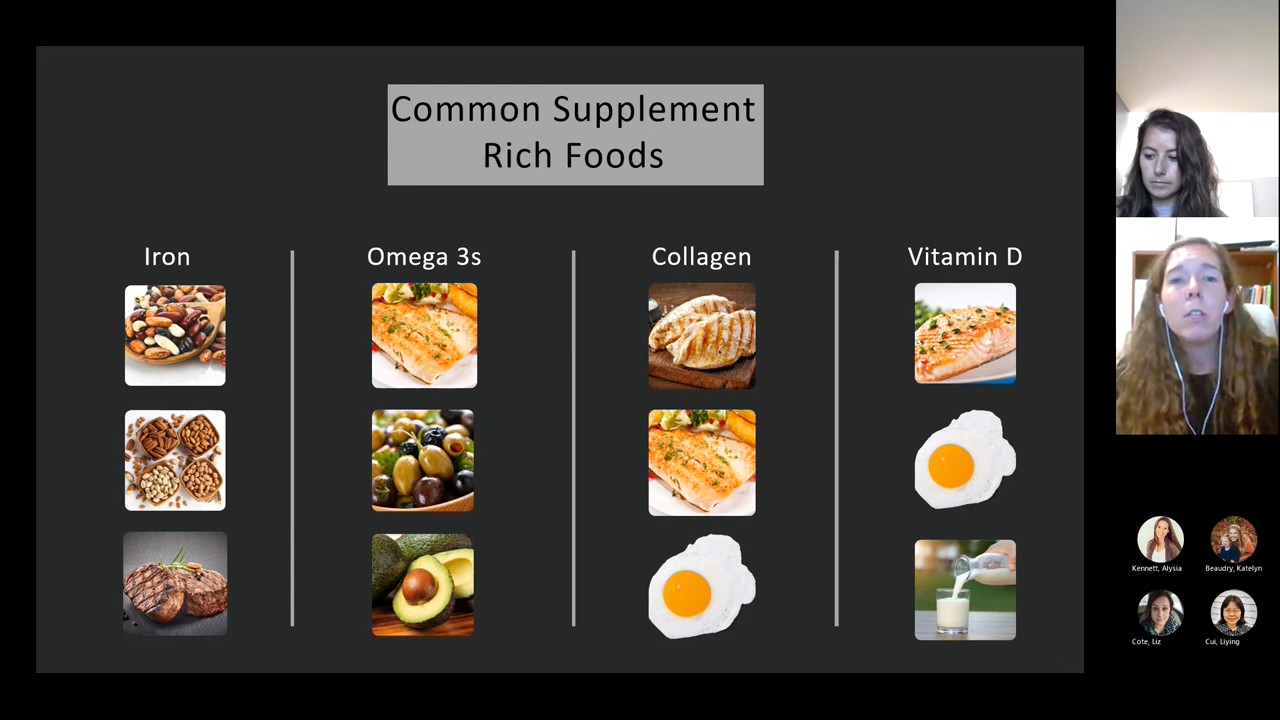 Common Supplement
Rich Foods
Iron
Omega 3s
Collagen
Vitamin D
Kennett, Alysia
Beaudry, Katelyn
Cote, Liz
Cui, Liying